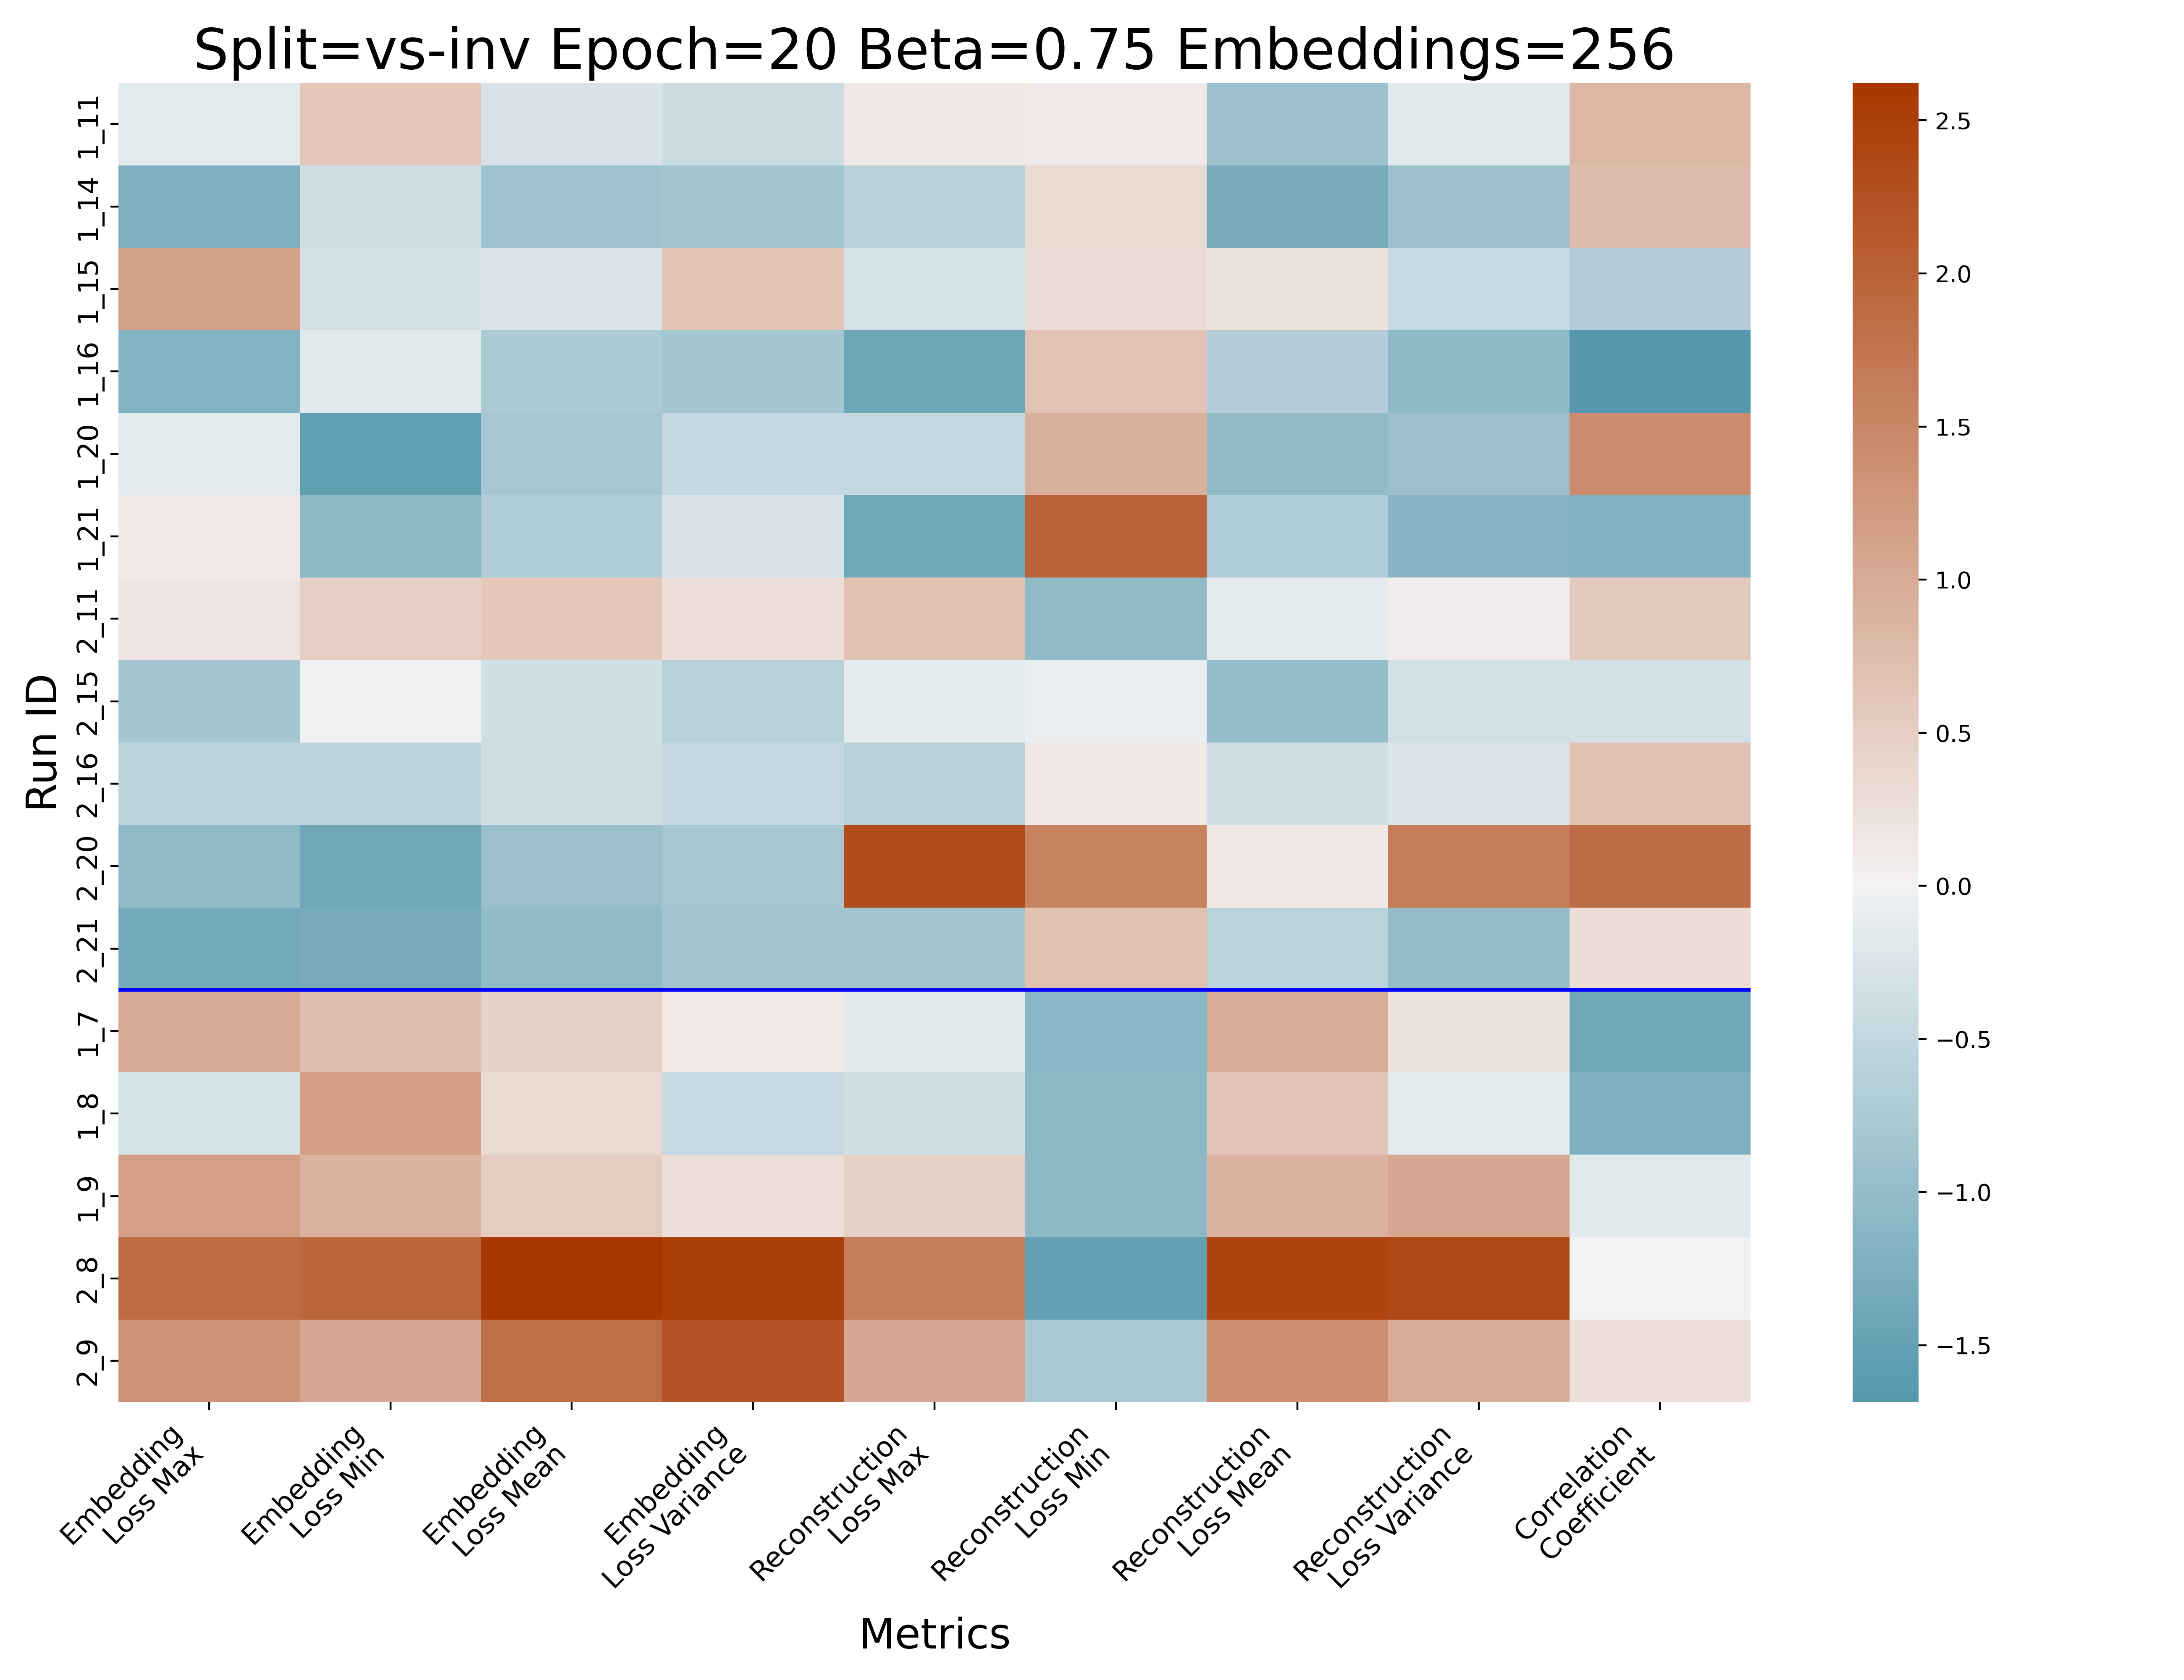 Split=vs-inv Epoch=20 Beta=0.75 Embeddings=256
Run ID
1_11
1_14
1_15
1_16
1_20
1_21
2_11
2_15
2_16
2_20
2_21
1_7
1_8
1_9
2_8
2_9
Embedding
Loss Max
Embedding
Loss Min
Embedding
Loss Mean
Embedding
Loss Variance
Reconstruction
Loss Max
Reconstruction
Loss Min
Reconstruction
Loss Mean
Reconstruction
Loss Variance
Correlation
Coefficient
Metrics
2.5
2.0
1.5
1.0
0.5
0.0
−0.5
−1.0
−1.5